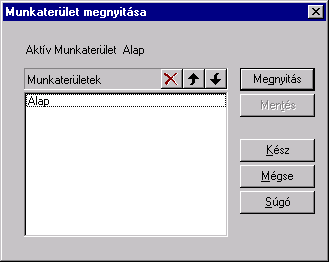 Munkaterület megnyitása
Aktív Munkaterület Alap
Munkaterületek
Alap
Megnyitás
Mentés
Kész
Mégse
Súgó